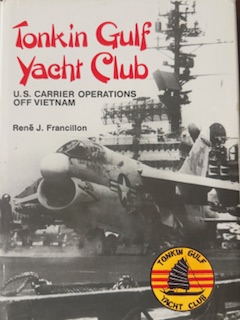 Tonkin Gulf
Yacht Club
U.S. CARRIER OPERATIONS
OFF VIETNAM
René J. Francillon
TONKIN GULF
YACHT CLUB